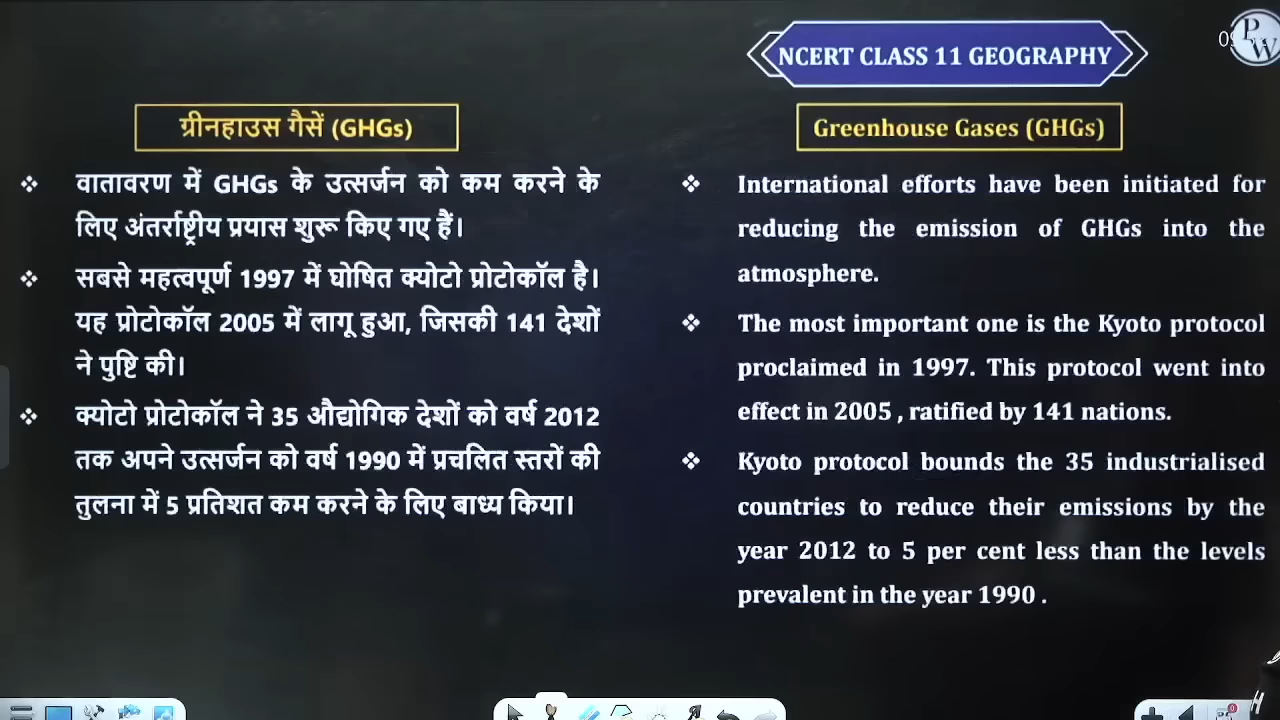 NCERT CLASS 11 GEOGRAPHY
PW
ग्रीनहाउस गैसें (GHGs)
वातावरण में GHGs के उत्सर्जन को कम करने के
लिए अंतर्राष्ट्रीय प्रयास शुरू किए गए हैं।
सबसे महत्वपूर्ण 1997 में घोषित क्योटो प्रोटोकॉल है।
यह प्रोटोकॉल 2005 में लागू हुआ, जिसकी 141 देशों
ने पुष्टि की।
क्योटो प्रोटोकॉल ने 35 औद्योगिक देशों को वर्ष 2012
तक अपने उत्सर्जन को वर्ष 1990 में प्रचलित स्तरों की
तुलना में 5 प्रतिशत कम करने के लिए बाध्य किया।
Greenhouse Gases (GHGs)
International efforts have been initiated for
reducing the emission of GHGs into the
atmosphere.
The most important one is the Kyoto protocol
proclaimed in 1997. This protocol went into
effect in 2005 , ratified by 141 nations.
Kyoto protocol bounds the 35 industrialised
countries to reduce their emissions by the
year 2012 to 5 per cent less than the levels
prevalent in the year 1990 .